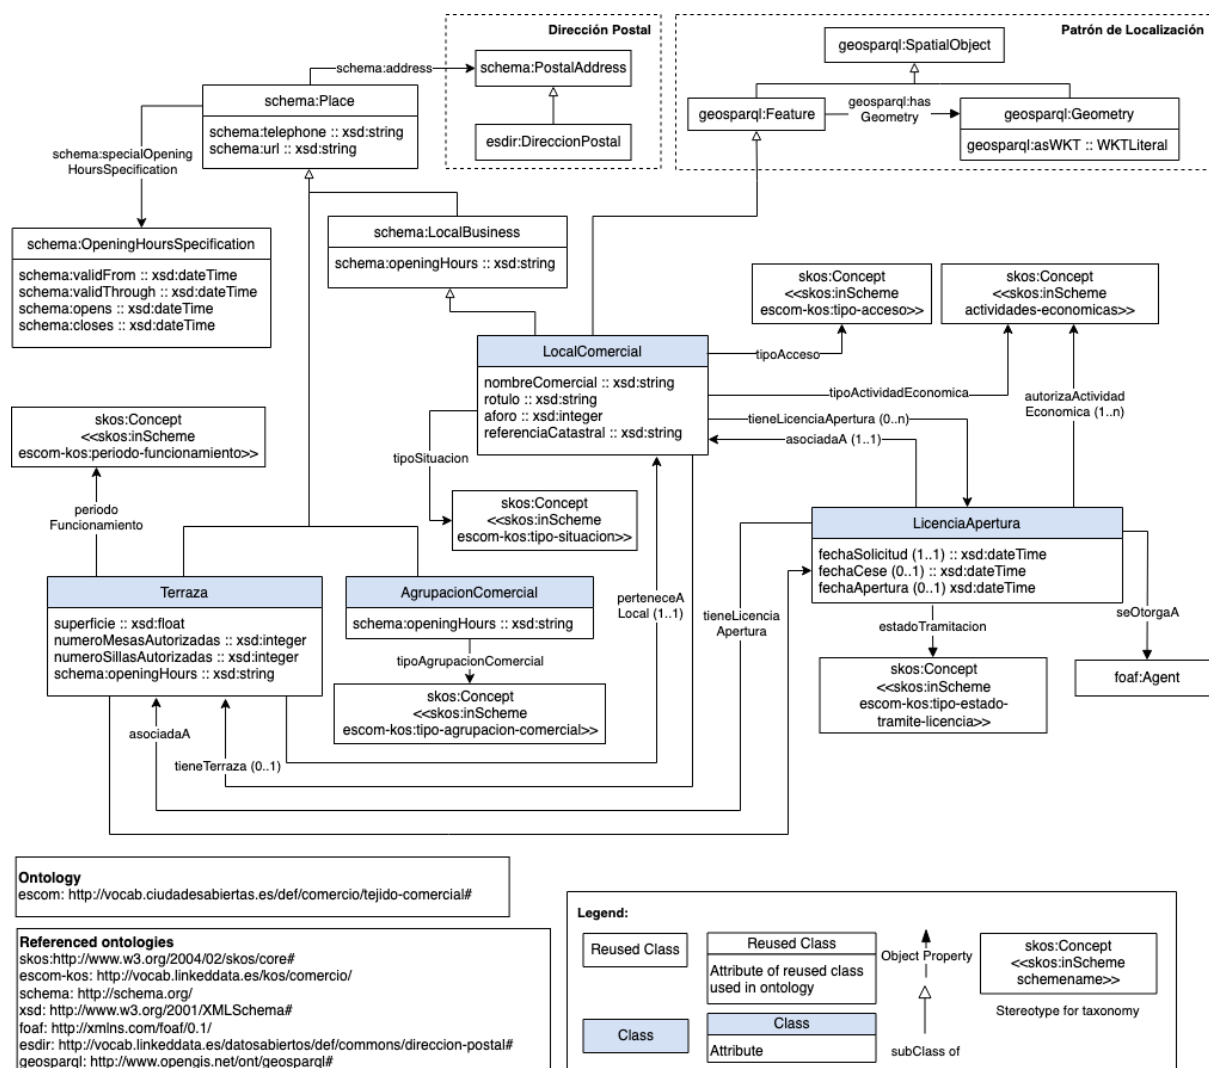 Dirección Postal
Patrón de Localización
schema:address
schema:PostalAddress
esdir:DireccionPostal
geosparql:SpatialObject
geosparql:Feature
geosparql:has
Geometry
geosparql:Geometry
geosparql:asWKT :: WKTLiteral
schema:Place
schema:telephone :: xsd:string
schema:url :: xsd:string
schema:specialOpening
HoursSpecification
schema:OpeningHoursSpecification
schema:validFrom :: xsd:dateTime
schema:validThrough :: xsd:dateTime
schema:opens :: xsd:dateTime
schema:closes :: xsd:dateTime
schema:LocalBusiness
schema:openingHours :: xsd:string
skos:Concept
<<skos:inScheme
escom-kos:tipo-acceso>>
skos:Concept
<<skos:inScheme
actividades-economicas>>
LocalComercial
nombreComercial :: xsd:string
rotulo :: xsd:string
aforo :: xsd:integer
referenciaCatastral :: xsd:string
tipoAcceso
tipoActividadEconomica
autorizaActividad
Economica (1..n)
tieneLicenciaApertura (0..n)
asociadaA (1..1)
skos:Concept
<<skos:inScheme
escom-kos:periodo-funcionamiento>>
periodo
Funcionamiento
tipoSituacion
skos:Concept
<<skos:inScheme
escom-kos:tipo-situacion>>
LicenciaApertura
fechaSolicitud (1..1) :: xsd:dateTime
fechaCese (0..1) :: xsd:dateTime
fechaApertura (0..1) xsd:dateTime
Terraza
superficie :: xsd:float
numeroMesasAutorizadas :: xsd:integer
numeroSillasAutorizadas :: xsd:integer
schema:openingHours :: xsd:string
AgrupacionComercial
schema:openingHours :: xsd:string
tipoAgrupacionComercial
skos:Concept
<<skos:inScheme
escom-kos:tipo-agrupacion-comercial>>
perteneceA
Local (1..1)
tieneLicencia
Apertura
estadoTramitacion
seOtorgaA
skos:Concept
<<skos:inScheme
escom-kos:tipo-estado-
tramite-licencia>>
foaf:Agent
asociadaA
tieneTerraza (0..1)
Ontology
escom: http://vocab.ciudadesabiertas.es/def/comercio/tejido-comercial#
Referenced ontologies
skos:http://www.w3.org/2004/02/skos/core#
escom-kos: http://vocab.linkeddata.es/kos/comercio/
schema: http://schema.org/
xsd: http://www.w3.org/2001/XMLSchema#
foaf: http://xmlns.com/foaf/0.1/
esdir: http://vocab.linkeddata.es/datosabiertos/def/commons/direccion-postal#
geosparql: http://www.opengis.net/ont/geosparql#
Legend:
Reused Class
Reused Class
Attribute of reused class
used in ontology
Object Property
skos:Concept
<<skos:inScheme
schemename>>
Stereotype for taxonomy
Class
Class
Attribute
subClass of